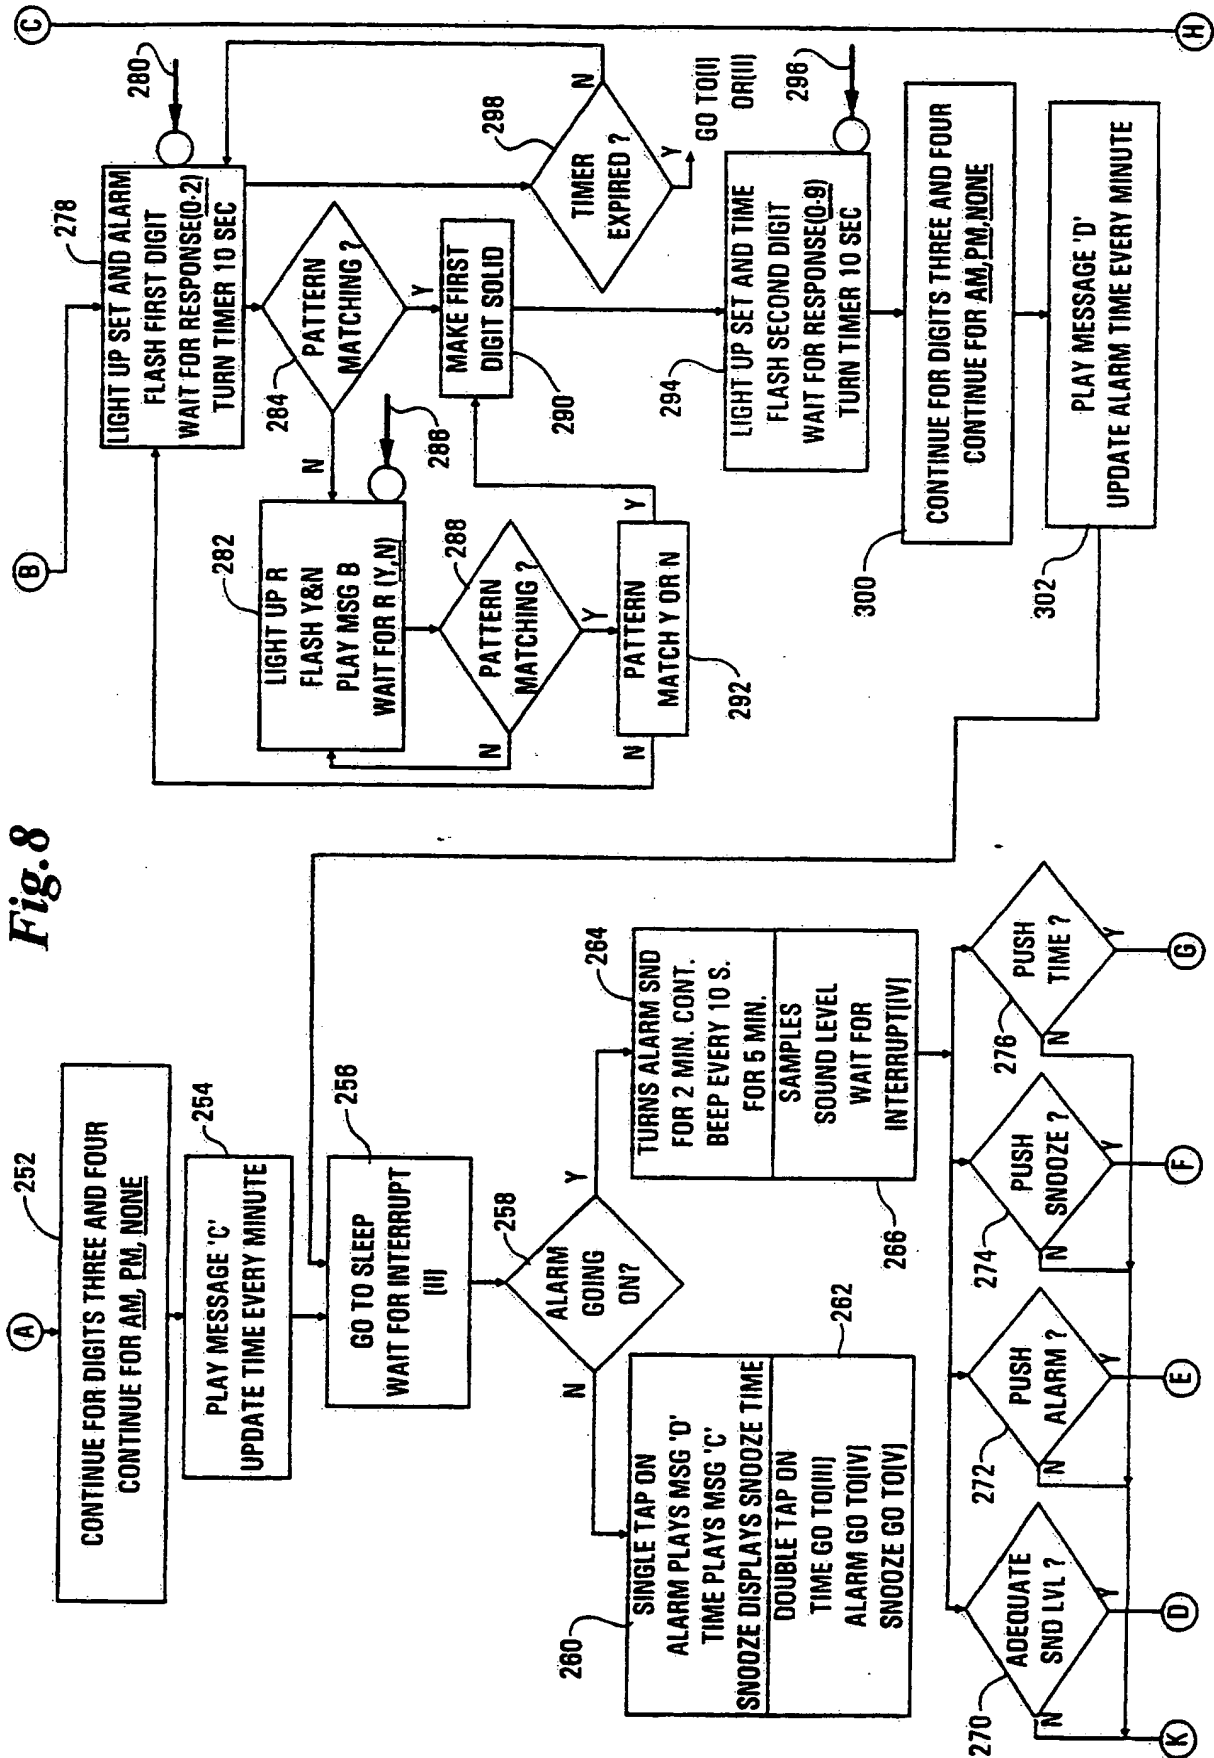 Fig.8
A
252
CONTINUE FOR DIGITS THREE AND FOUR
CONTINUE FOR AM, PM, NONE
254
PLAY MESSAGE 'C'
UPDATE TIME EVERY MINUTE
258
GO TO SLEEP
WAIT FOR INTERRUPT
(II)
258
ALARM
GOING
ON?
N
Y
260
SINGLE TAP ON
ALARM PLAYS MSG 'D'
TIME PLAYS MSG 'C'
SNOOZE DISPLAYS SNOOZE TIME
262
DOUBLE TAP ON
TIME GO TO(III)
ALARM GO TO(IV)
SNOOZE GO TO(V)
264
TURNS ALARM SND
FOR 2 MIN. CONT.
BEEP EVERY 10 S.
FOR 5 MIN.
266
SAMPLES
SOUND LEVEL
WAIT FOR
INTERRUPT(IV)
270
ADEQUATE
SND LVL ?
N
Y
272
PUSH
ALARM ?
N
Y
274
PUSH
SNOOZE ?
N
Y
276
PUSH
TIME ?
N
Y
K
D
E
F
G
B
C
278
LIGHT UP SET AND ALARM
FLASH FIRST DIGIT
WAIT FOR RESPONSE(0-2)
TURN TIMER 10 SEC
280
284
PATTERN
MATCHING ?
N
Y
282
LIGHT UP R
FLASH Y&N
PLAY MSG B
WAIT FOR R (Y,N)
286
288
PATTERN
MATCHING ?
N
Y
PATTERN
MATCH Y OR N
292
N
Y
MAKE FIRST
DIGIT SOLID
290
298
TIMER
EXPIRED ?
N
Y
GO TO(I)
OR(II)
294
LIGHT UP SET AND TIME
FLASH SECOND DIGIT
WAIT FOR RESPONSE(0-9)
TURN TIMER 10 SEC
296
300
CONTINUE FOR DIGITS THREE AND FOUR
CONTINUE FOR AM,PM,NONE
302
PLAY MESSAGE 'D'
UPDATE ALARM TIME EVERY MINUTE
H